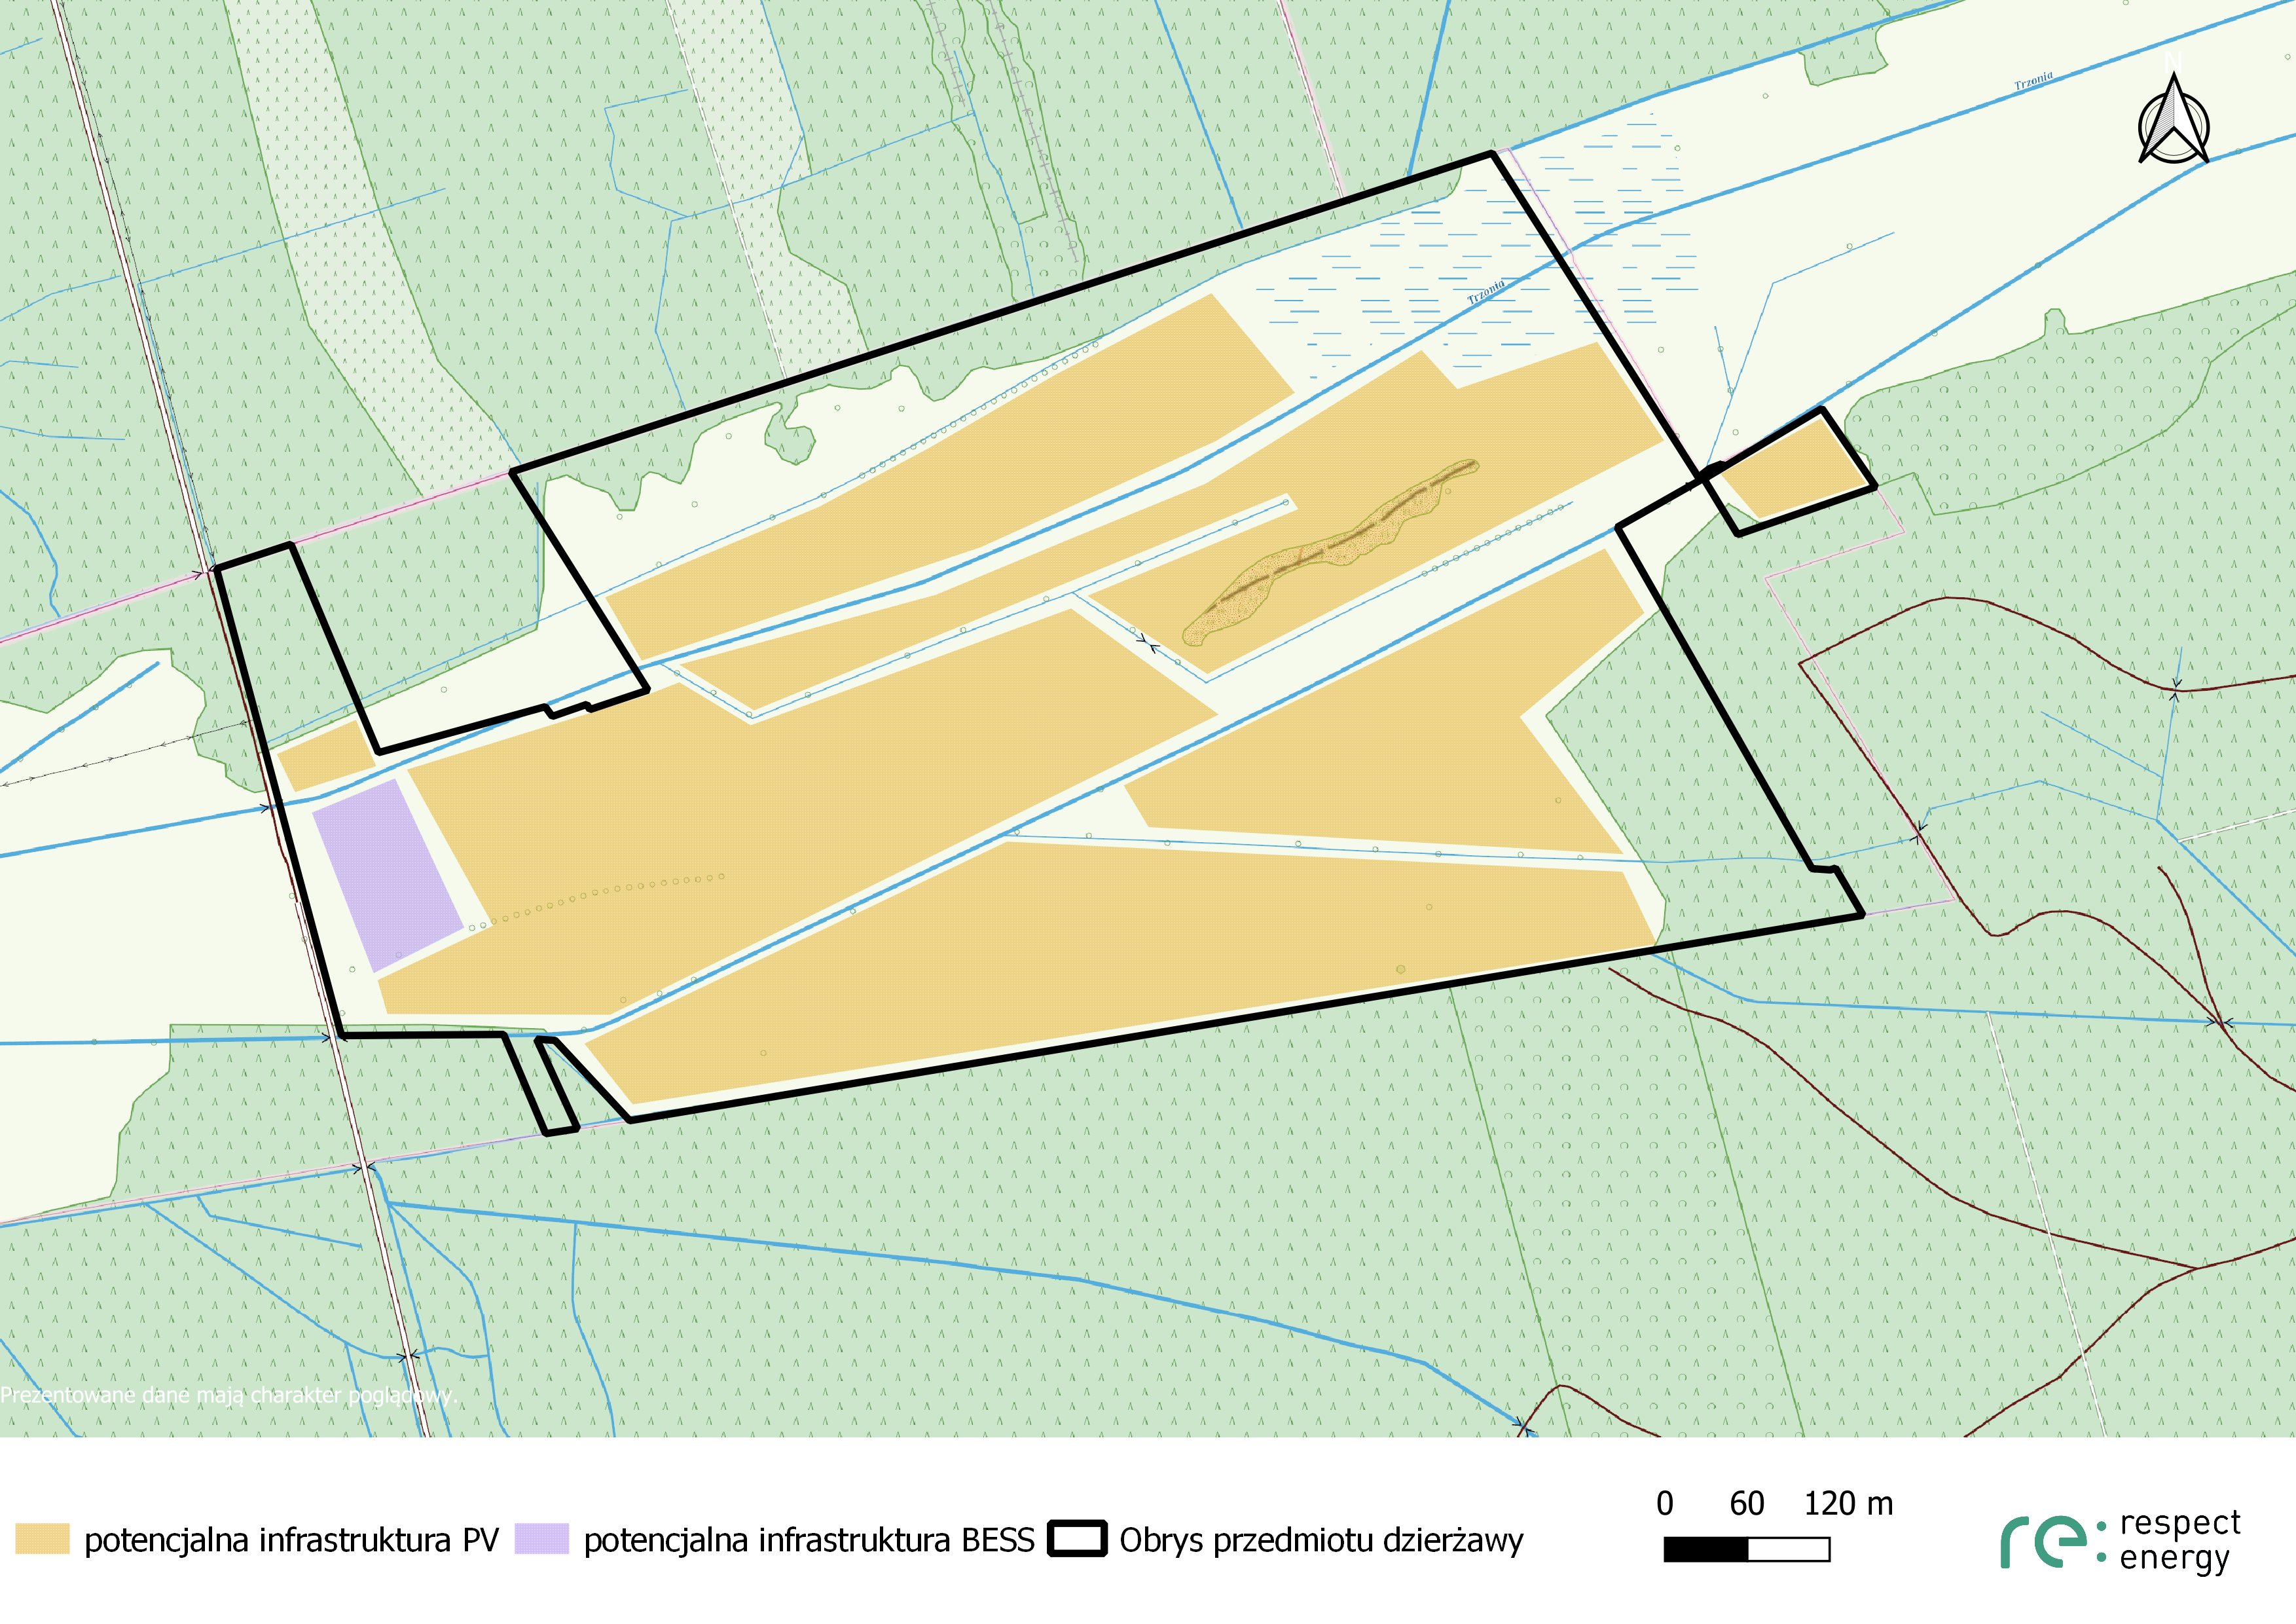 Trzonia
N
Trzonia
Prezentowane dane mają charakter poglądowy.
0 60 120 m
potencjalna infrastruktura PV potencjalna infrastruktura BESS Obrys przedmiotu dzierżawy
re: respect
energy